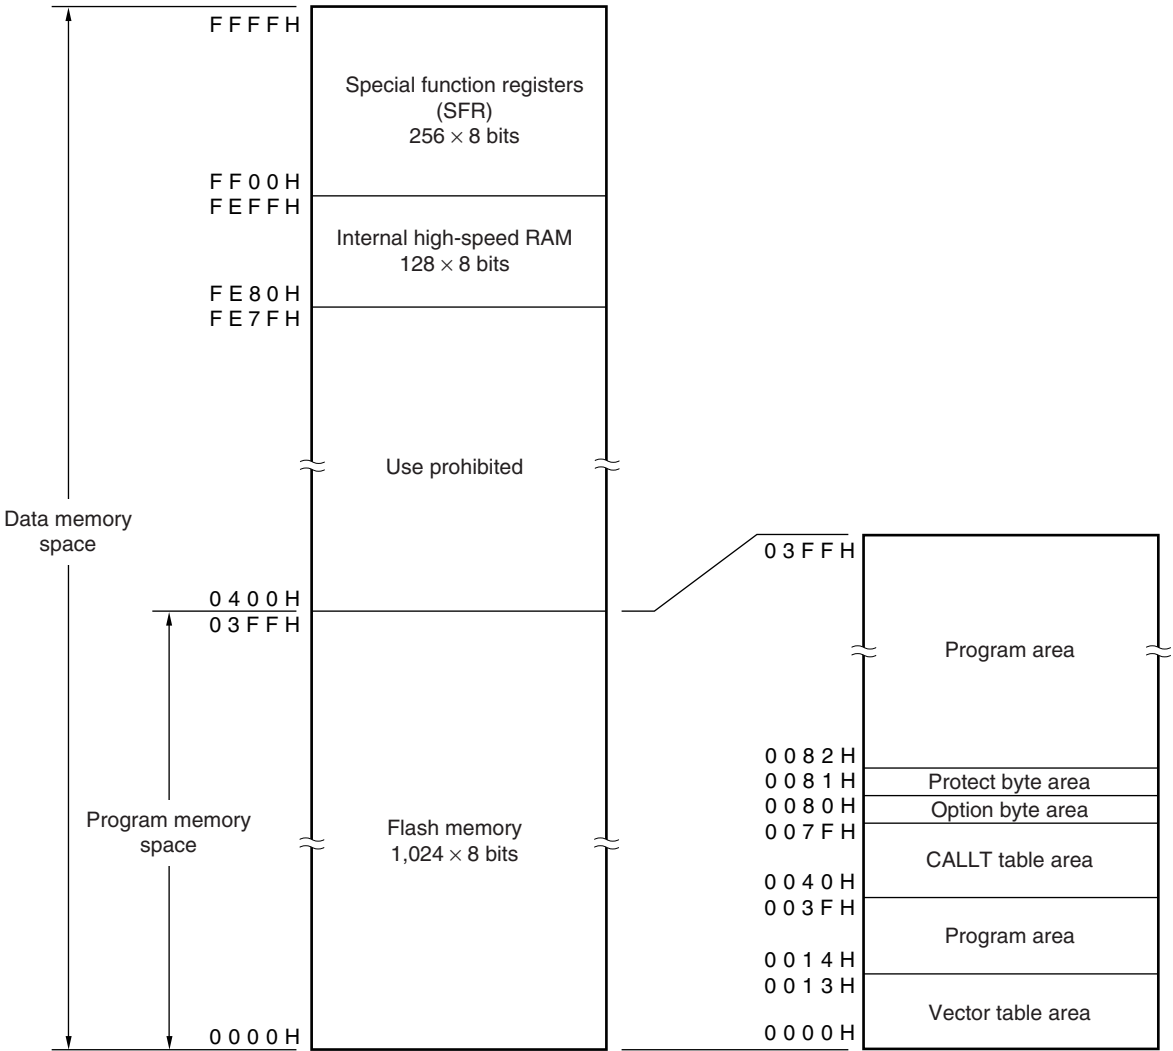 FFFFH
Special function registers
(SFR)
256 × 8 bits
FF00H
FEFFH
Internal high-speed RAM
128 × 8 bits
FE80H
FE7FH
Use prohibited
Data memory
space
0400H
03FFH
Program memory
space
Flash memory
1,024 × 8 bits
0000H
03FFH
Program area
0082H
0081H
Protect byte area
0080H
Option byte area
007FH
CALLT table area
0040H
003FH
Program area
0014H
0013H
Vector table area
0000H